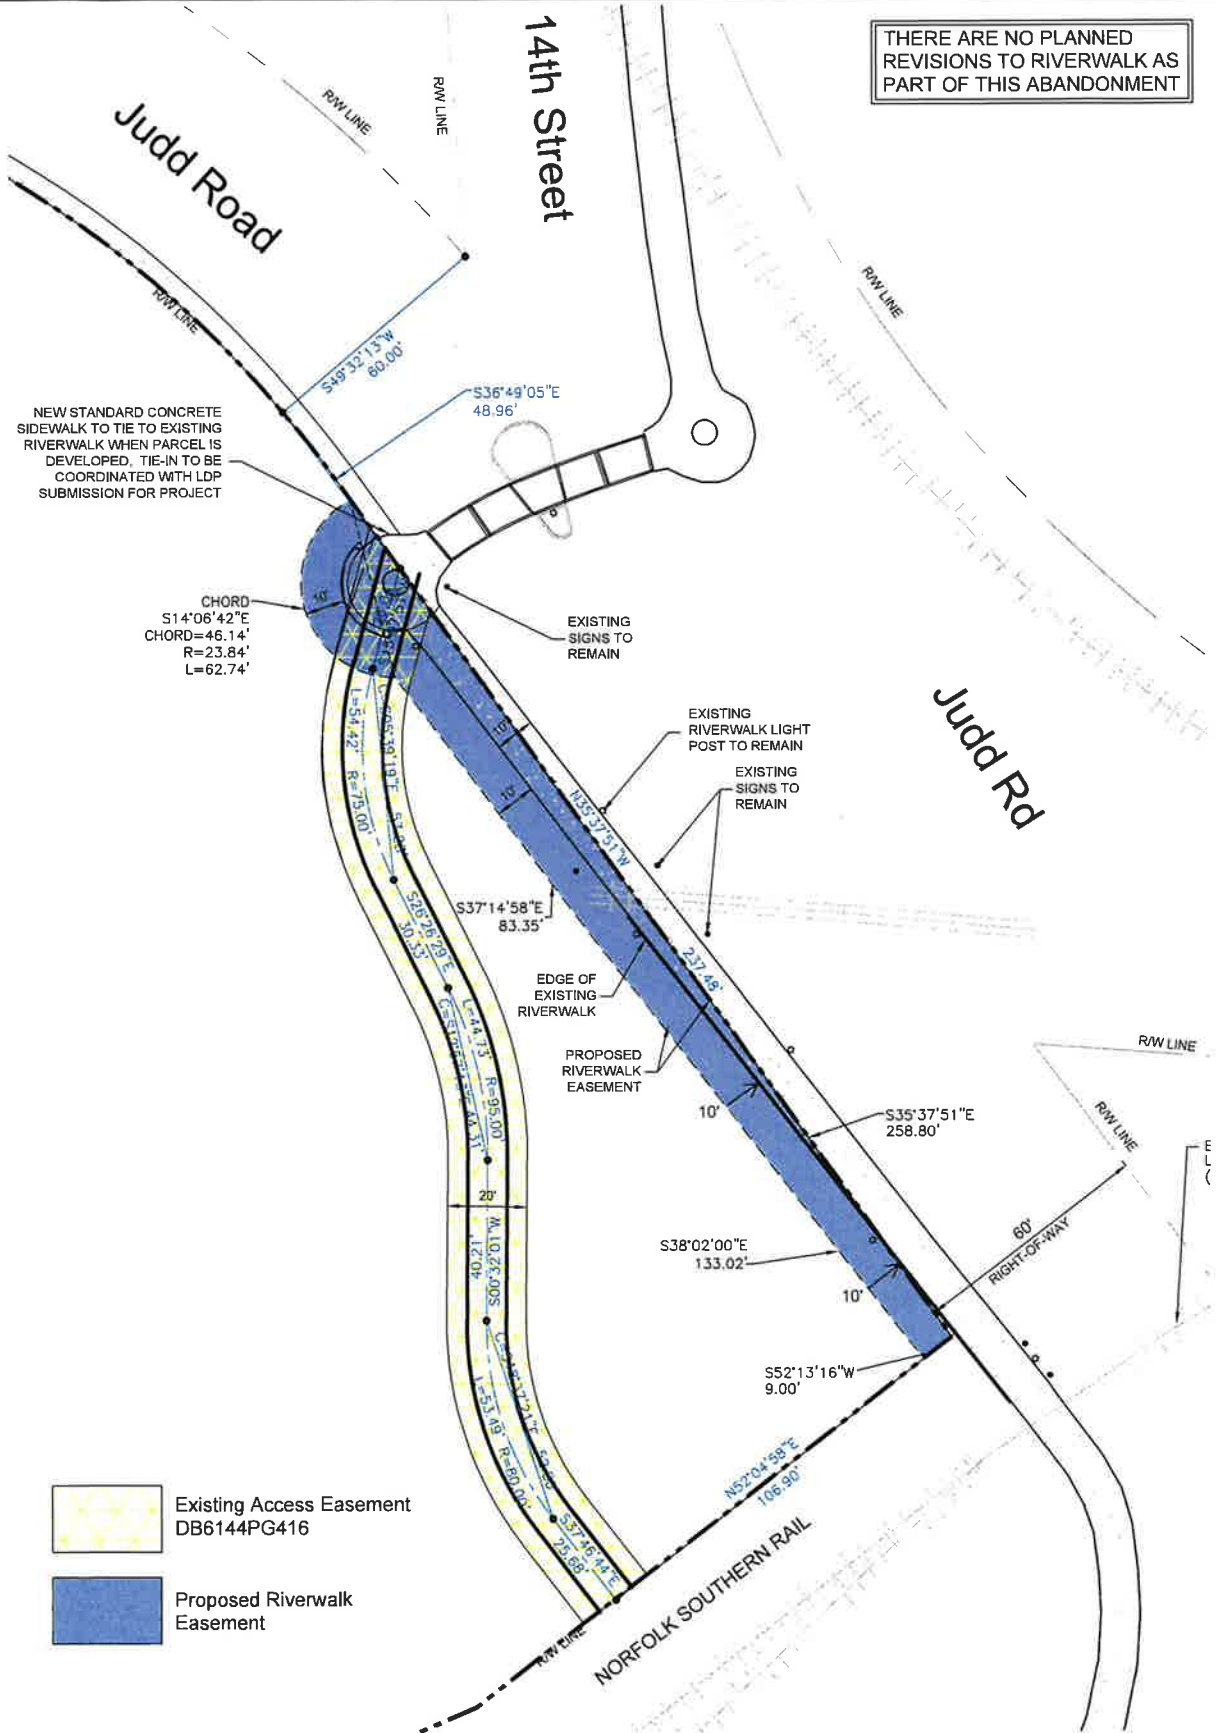 THERE ARE NO PLANNED
REVISIONS TO RIVERWALK AS
PART OF THIS ABANDONMENT
14th Street
Judd Road
R/W LINE
R/W LINE
R/W LINE
R/W LINE
S49°32'13"W
60.00'
S36°49'05"E
48.96'
NEW STANDARD CONCRETE
SIDEWALK TO TIE TO EXISTING
RIVERWALK WHEN PARCEL IS
DEVELOPED, TIE-IN TO BE
COORDINATED WITH LDP
SUBMISSION FOR PROJECT
CHORD
S14°06'42"E
CHORD=46.14'
R=23.84'
L=62.74'
10'
EXISTING
SIGNS TO
REMAIN
EXISTING
RIVERWALK LIGHT
POST TO REMAIN
EXISTING
SIGNS TO
REMAIN
Judd Rd
10'
10'
N35°37'51"W
237.48'
L=54.42'
R=75.00'
S37°14'58"E
83.35'
S26°26'29"E
30.33'
EDGE OF
EXISTING
RIVERWALK
PROPOSED
RIVERWALK
EASEMENT
L=44.73'
R=95.00'
10'
S35°37'51"E
258.80'
R/W LINE
R/W LINE
60'
RIGHT-OF-WAY
20'
S00°32'01"W
40.21'
S38°02'00"E
133.02'
10'
S52°13'16"W
9.00'
L=53.49'
R=80.00'
S37°46'44"E
25.68'
N52°04'58"E
106.90'
NORFOLK SOUTHERN RAIL
R/W LINE
Existing Access Easement
DB6144PG416
Proposed Riverwalk
Easement